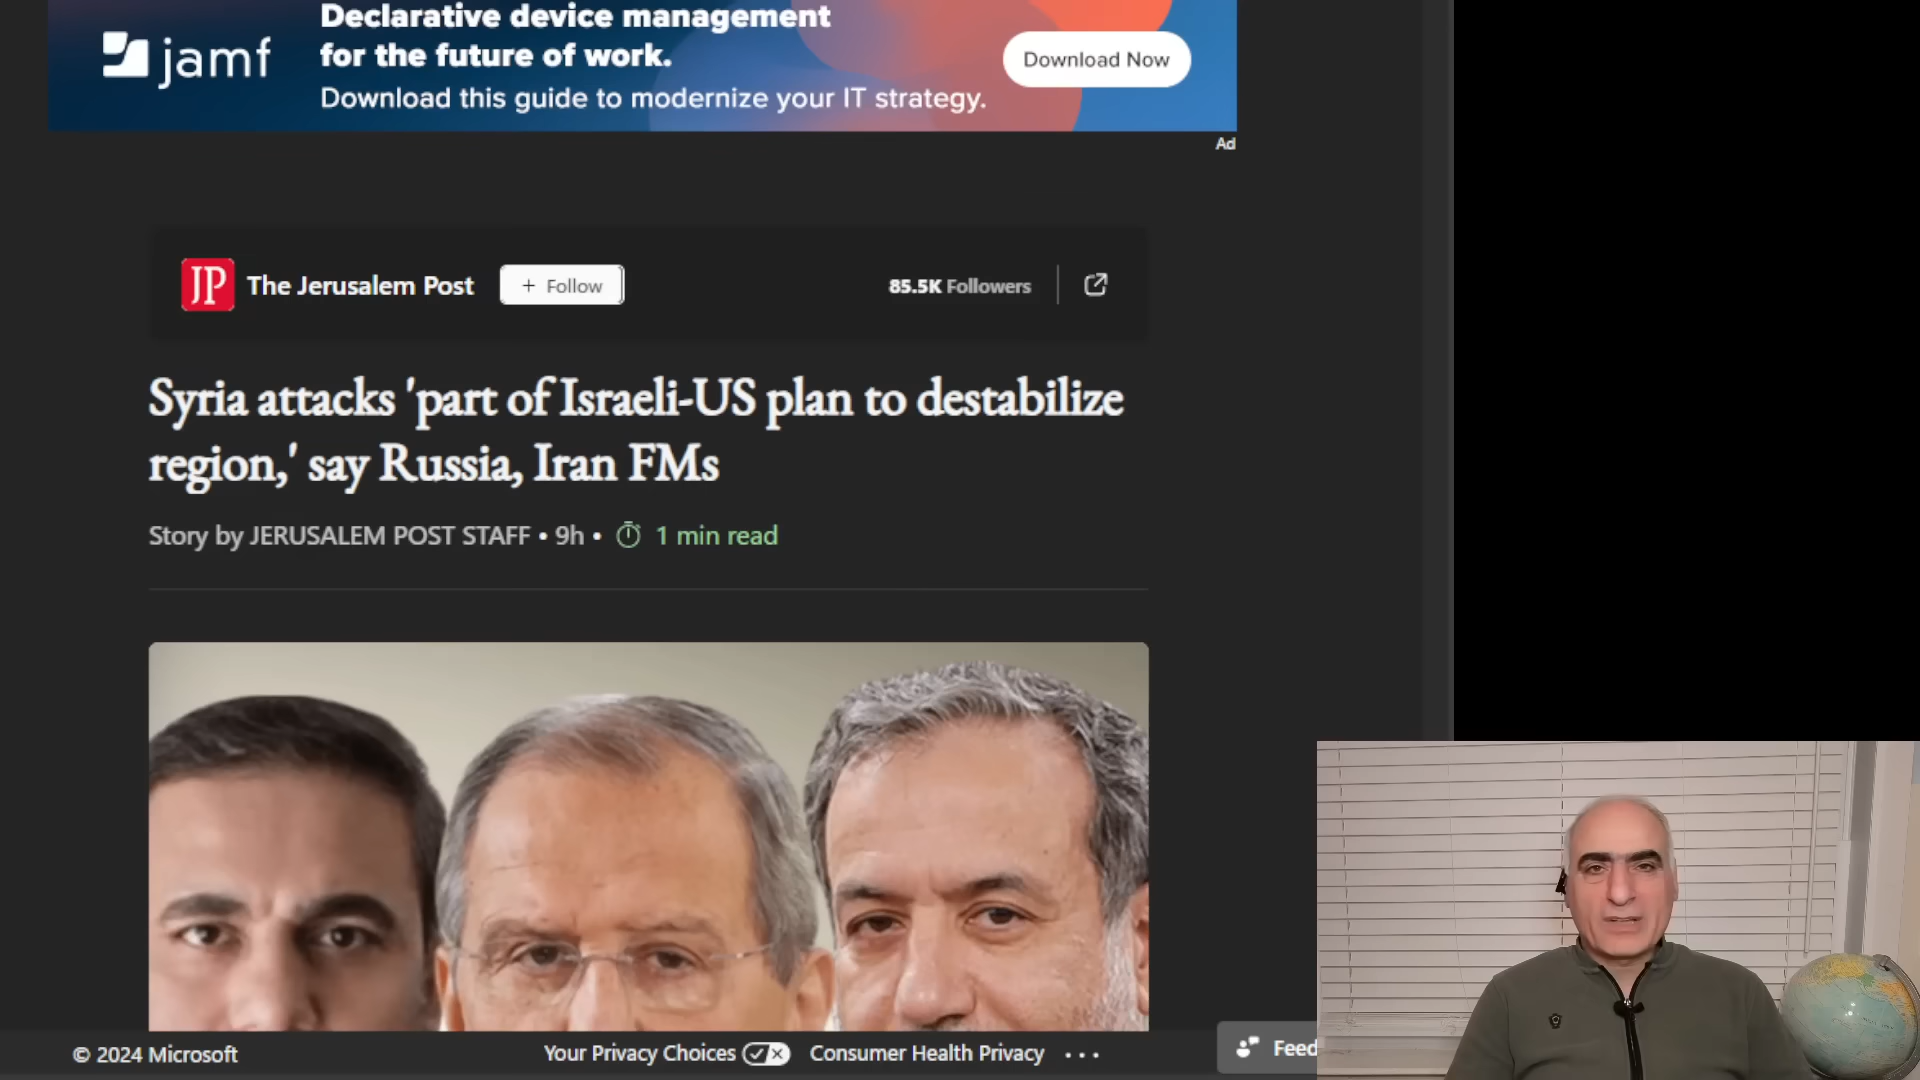 Declarative device management
for the future of work.
jamf
Download Now
Download this guide to modernize your IT strategy.
Ad
JP The Jerusalem Post + Follow 85.5K Followers
Syria attacks 'part of Israeli-US plan to destabilize
region,' say Russia, Iran FMs
Story by JERUSALEM POST STAFF • 9h • 1 min read
© 2024 Microsoft Your Privacy Choices Consumer Health Privacy ... Feed